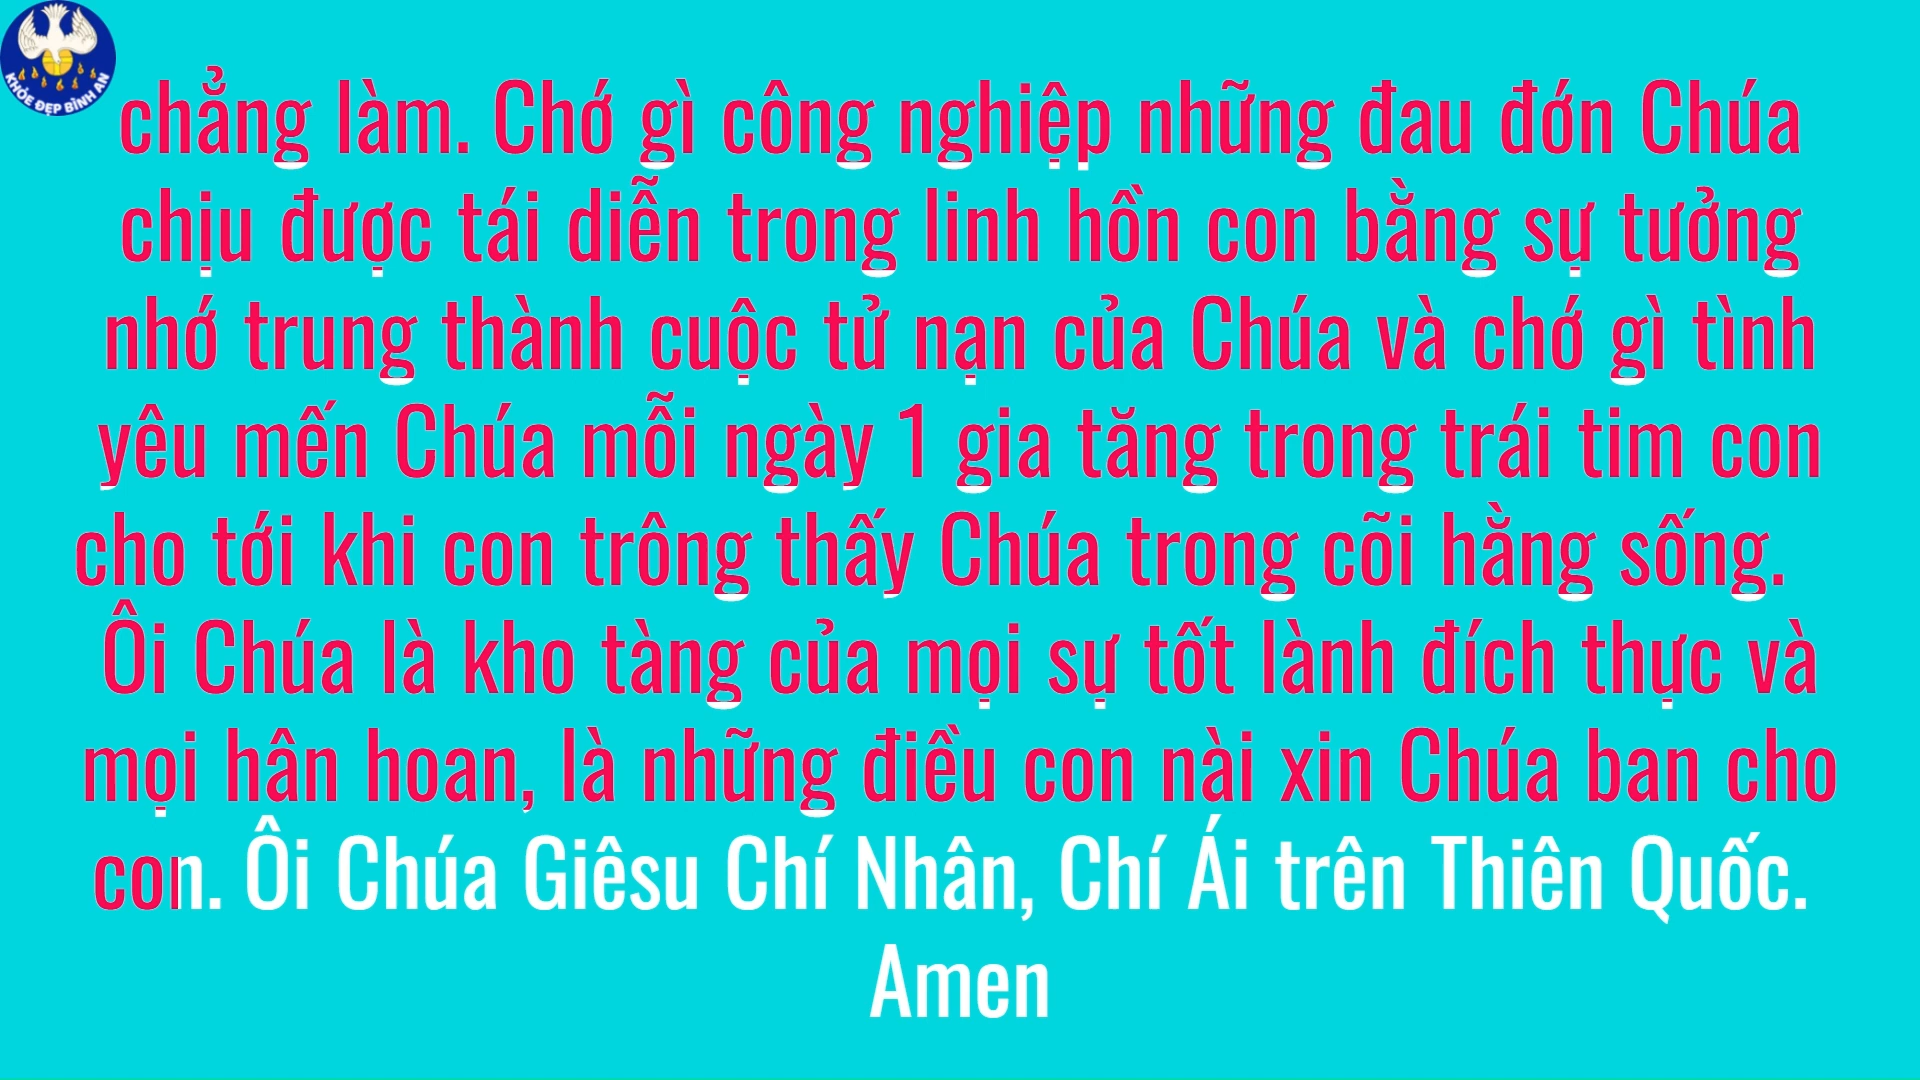 KHỎE ĐẸP BÌNH AN
chẳng làm. Chớ gì công nghiệp những đau đớn Chúa
chịu được tái diễn trong linh hồn con bằng sự tưởng
nhớ trung thành cuộc tử nạn của Chúa và chớ gì tình
yêu mến Chúa mỗi ngày 1 gia tăng trong trái tim con
cho tới khi con trông thấy Chúa trong cõi hằng sống.
Ôi Chúa là kho tàng của mọi sự tốt lành đích thực và
mọi hân hoan, là những điều con nài xin Chúa ban cho
con. Ôi Chúa Giêsu Chí Nhân, Chí Ái trên Thiên Quốc.
Amen